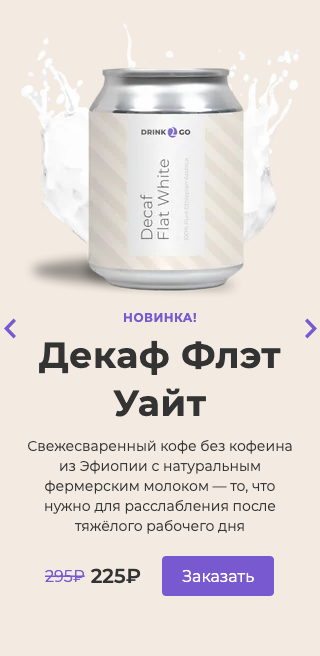 DRINK 2 GO
Decaf
Flat White
НОВИНКА!
Декаф Флэт
Уайт
Свежесваренный кофе без кофеина
из Эфиопии с натуральным
фермерским молоком — то, что
нужно для расслабления после
тяжёлого рабочего дня
295₽ 225₽ Заказать